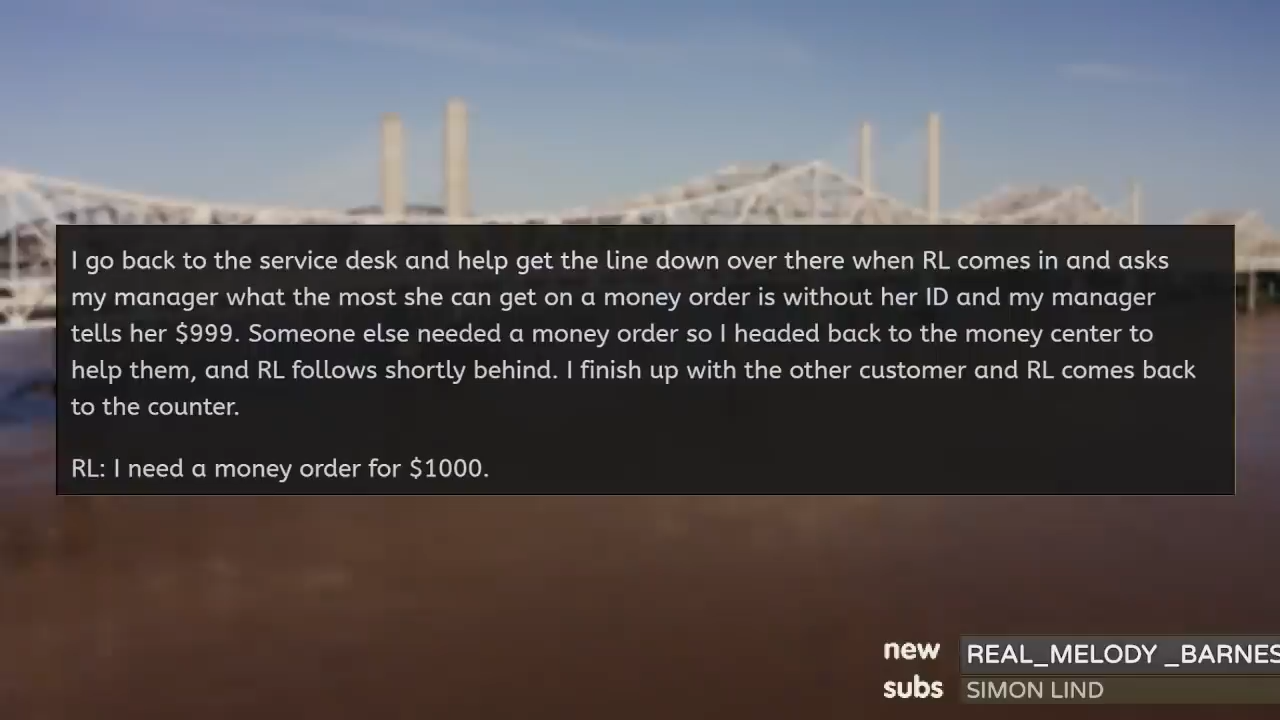 I go back to the service desk and help get the line down over there when RL comes in and asks
my manager what the most she can get on a money order is without her ID and my manager
tells her $999. Someone else needed a money order so I headed back to the money center to
help them, and RL follows shortly behind. I finish up with the other customer and RL comes back
to the counter.
RL: I need a money order for $1000.
new REAL_MELODY _BARNES
subs SIMON LIND